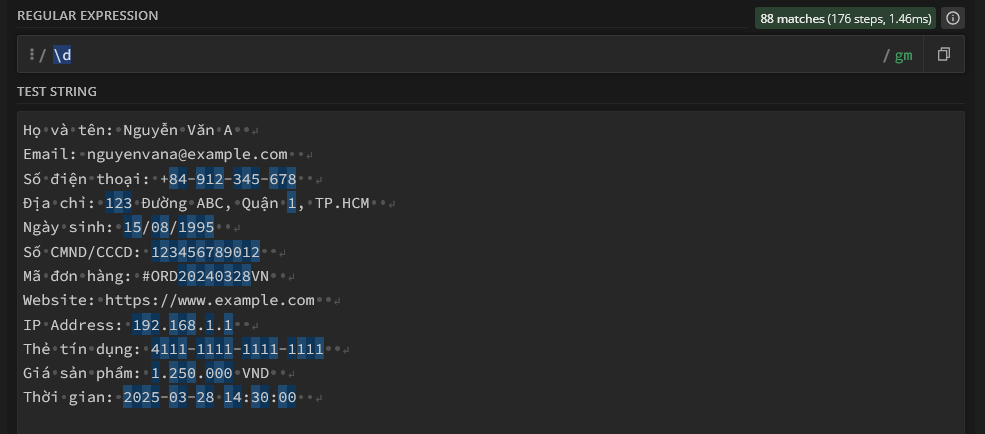 REGULAR EXPRESSION
88 matches (176 steps, 1.46ms)
/ \d / gm
TEST STRING
Họ và tên: Nguyễn Văn A
Email: nguyenvana@example.com
Số điện thoại: +84-912-345-678
Địa chỉ: 123 Đường ABC, Quận 1, TP.HCM
Ngày sinh: 15/08/1995
Số CMND/CCCD: 123456789012
Mã đơn hàng: #ORD20240328VN
Website: https://www.example.com
IP Address: 192.168.1.1
Thẻ tín dụng: 4111-1111-1111-1111
Giá sản phẩm: 1.250.000 VND
Thời gian: 2025-03-28 14:30:00